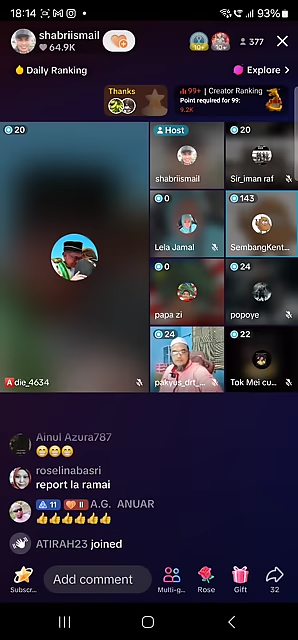 18:14
93%
shabriismail
64.9K
10+
10+
377
Daily Ranking
Explore >
Thanks
99+ | Creator Ranking
Point required for 99:
9.2K
20
Host
20
shabriismail
Sir_iman raf
0
143
Lela Jamal
SembangKent...
0
24
papa zi
popoye
24
22
A die_4634
pakyus_drt_...
Tok Mei cu...
Ainul Azura787
😁😁😁
roselinabasri
report la ramai
11 II A.G. ANUAR
👍👍👍👍👍👍
ATIRAH23 joined
Subscr...
Add comment
Multi-g...
Rose
Gift
32